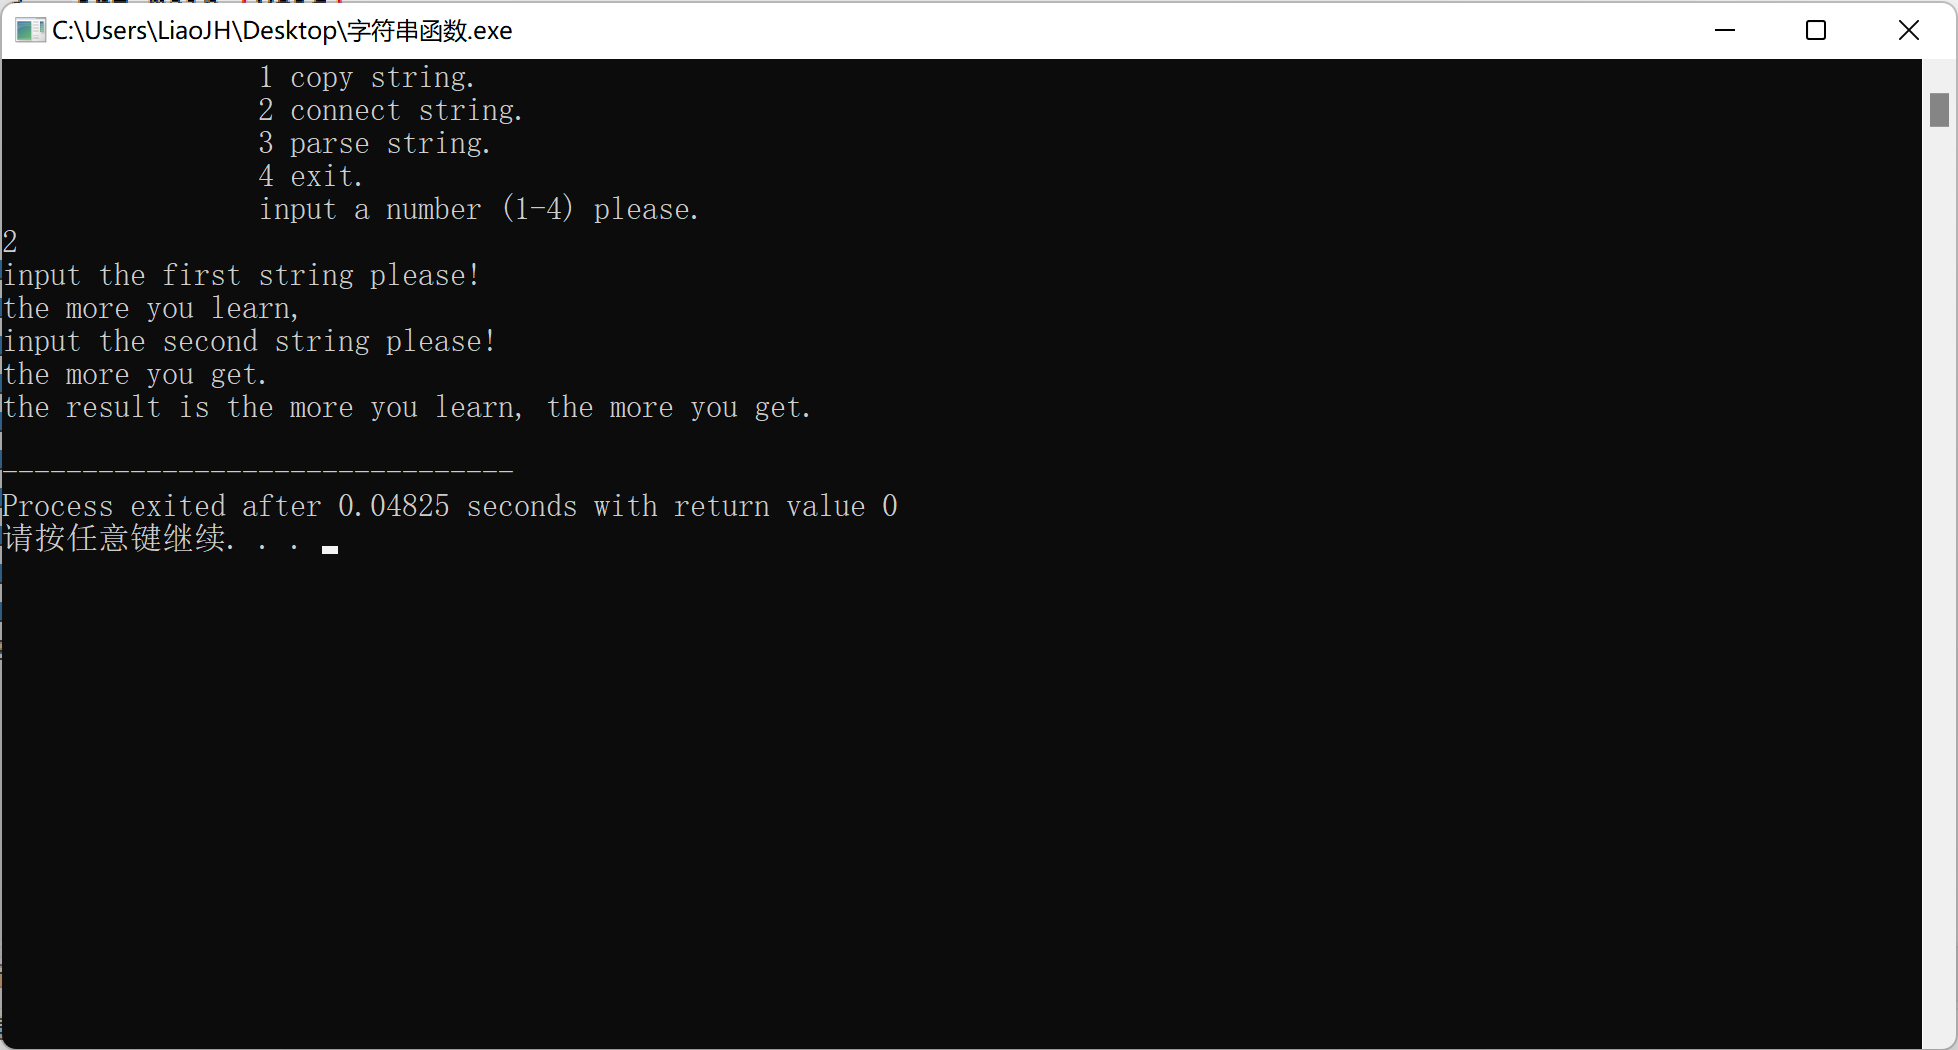 C:\Users\LiaoJH\Desktop\字符串函数.exe
1 copy string.
2 connect string.
3 parse string.
4 exit.
input a number (1-4) please.
2
input the first string please!
the more you learn,
input the second string please!
the more you get.
the result is the more you learn, the more you get.
--------------------------------
Process exited after 0.04825 seconds with return value 0
请按任意键继续. . .